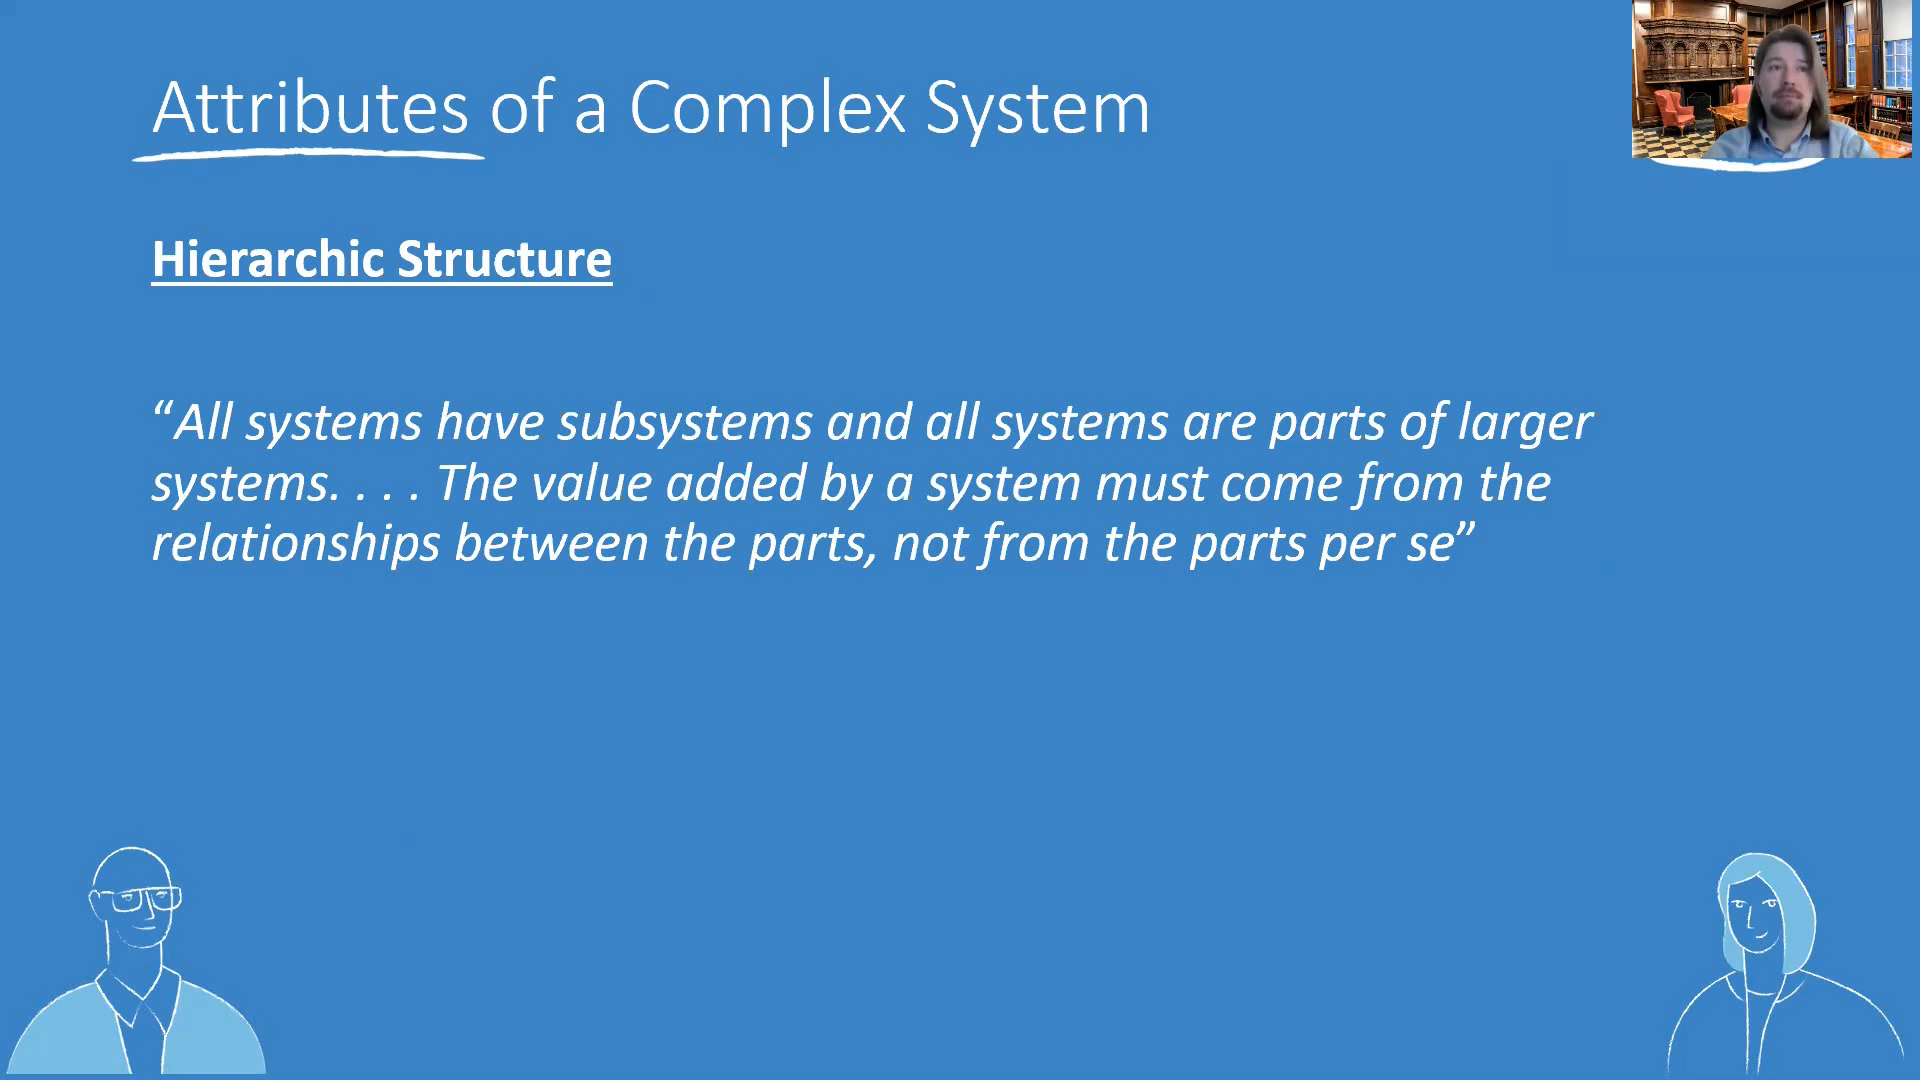 Attributes of a Complex System
Hierarchic Structure
“All systems have subsystems and all systems are parts of larger
systems. . . . The value added by a system must come from the
relationships between the parts, not from the parts per se”